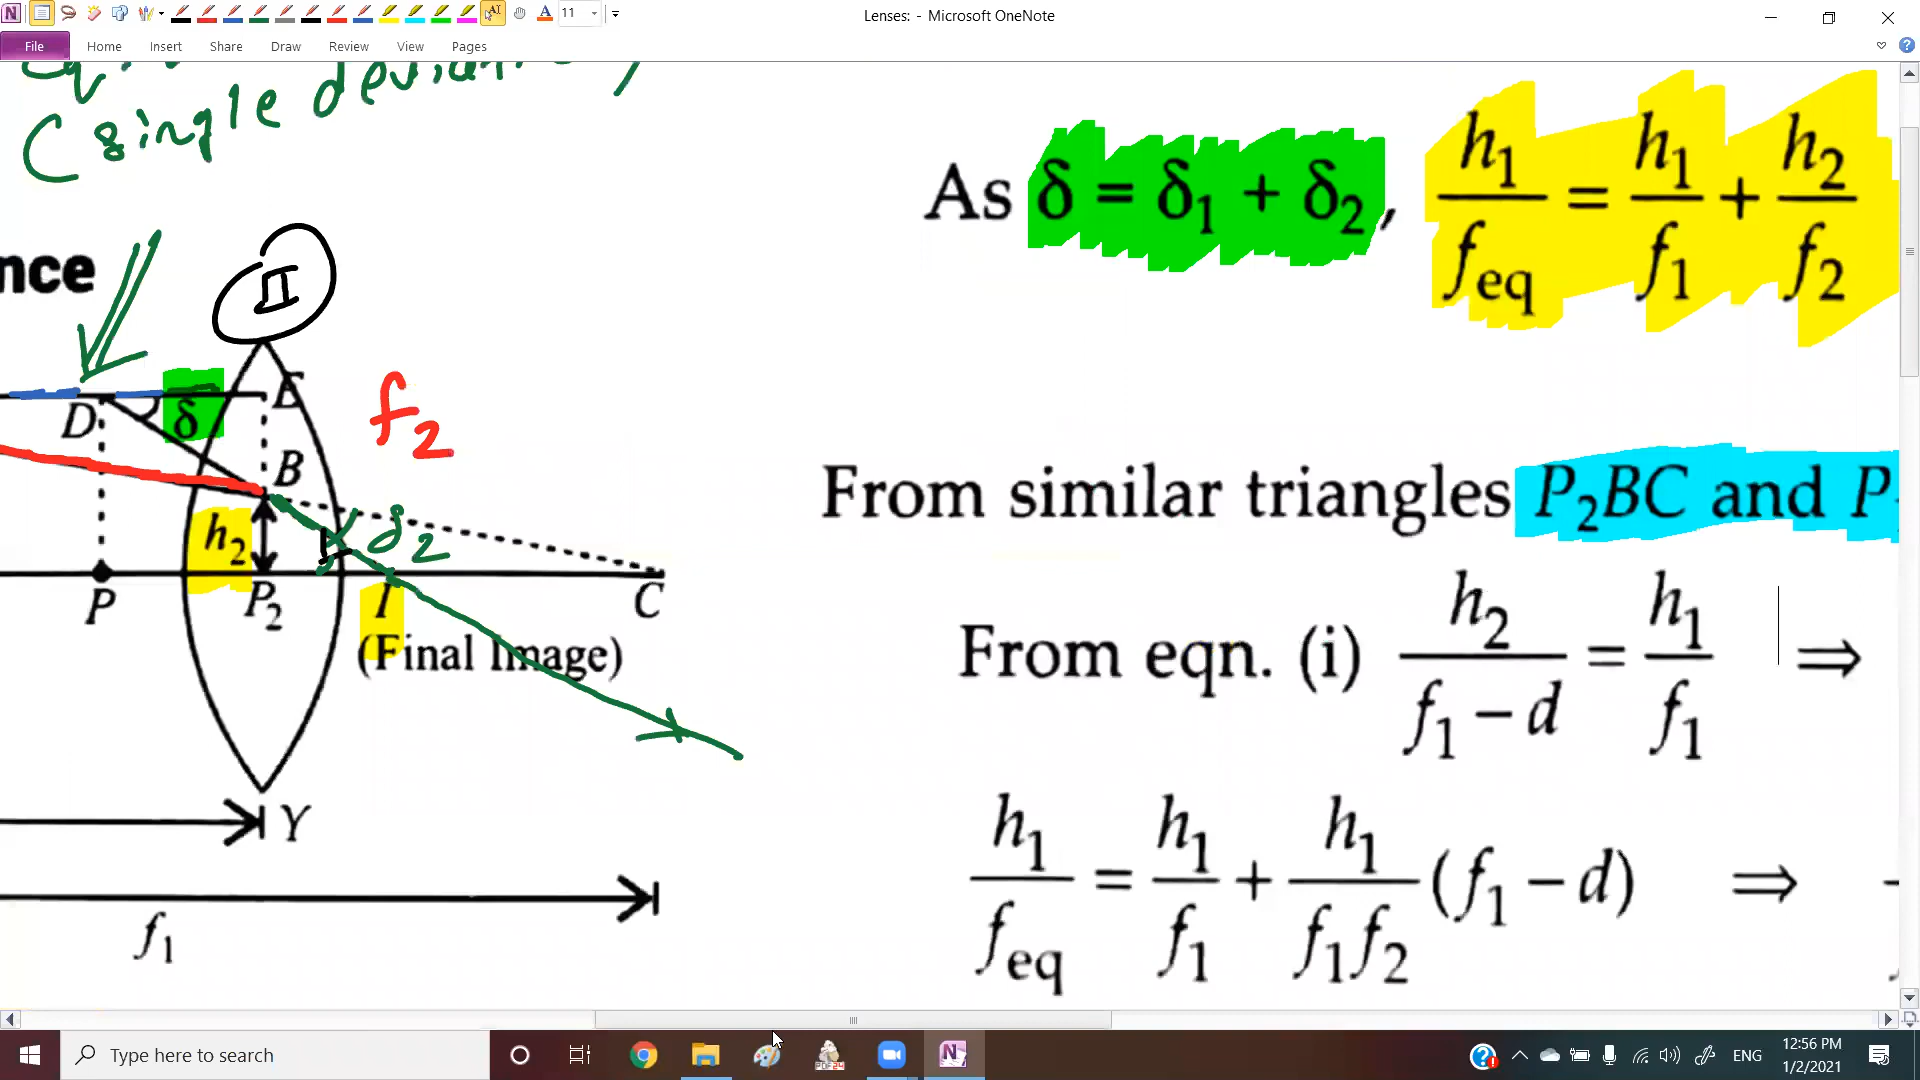 Lenses: - Microsoft OneNote
11
File Home Insert Share Draw Review View Pages
(single
nce
II
D δ E
B
f2
h2 δ2
P P2 I C
(Final Image)
Y
f1
As δ = δ1 + δ2, h1/feq = h1/f1 + h2/f2
From similar triangles P2BC and P
From eqn. (i) h2/(f1 – d) = h1/f1 ⇒
h1/feq = h1/f1 + h1/(f1f2) (f1 – d) ⇒
Type here to search
PDF24
ENG
12:56 PM
1/2/2021